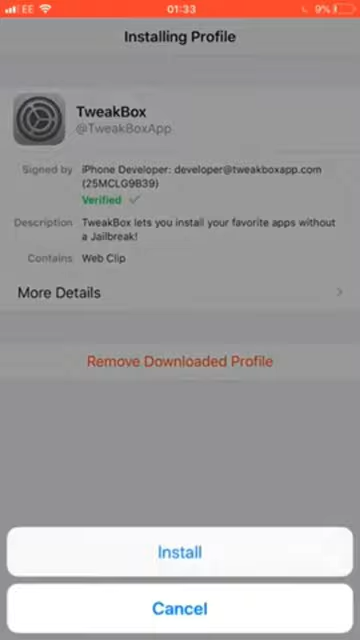 EE 01:33 9%
Installing Profile
TweakBox
@TweakBoxApp
Signed by iPhone Developer: developer@tweakboxapp.com
(25MCLG9B39)
Verified
Description TweakBox lets you install your favorite apps without
a Jailbreak!
Contains Web Clip
More Details
Remove Downloaded Profile
Install
Cancel